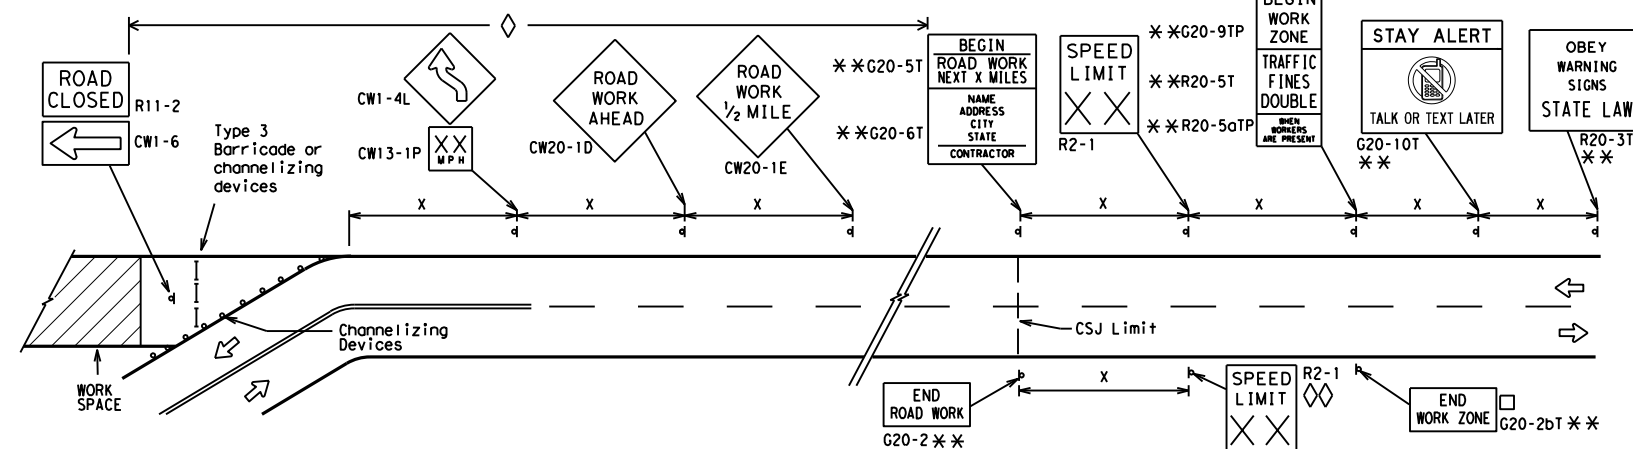 ROAD
CLOSED
R11-2
CW1-6
Type 3
Barricade or
channelizing
devices
CW1-4L
XX
MPH
CW13-1P
ROAD
WORK
AHEAD
CW20-1D
ROAD
WORK
1/2 MILE
CW20-1E
**G20-5T
**G20-6T
BEGIN
ROAD WORK
NEXT X MILES
NAME
ADDRESS
CITY
STATE
CONTRACTOR
SPEED
LIMIT
XX
R2-1
**G20-9TP
**R20-5T
**R20-5aTP
BEGIN
WORK
ZONE
TRAFFIC
FINES
DOUBLE
WHEN
WORKERS
ARE PRESENT
STAY ALERT
TALK OR TEXT LATER
G20-10T
**
OBEY
WARNING
SIGNS
STATE LAW
R20-3T
**
X
X
X
X
X
X
X
Channelizing
Devices
WORK
SPACE
CSJ Limit
END
ROAD WORK
G20-2**
X
SPEED
LIMIT
XX
R2-1
END
WORK ZONE
G20-2bT**